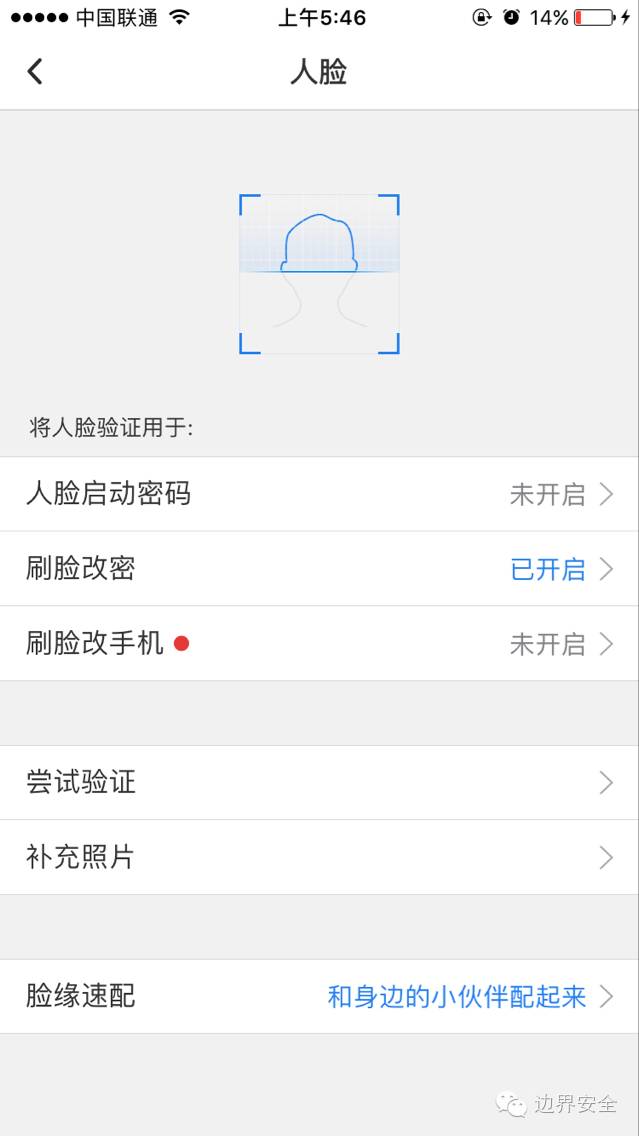 中国联通 上午5:46 14%
人脸
将人脸验证用于:
人脸启动密码 未开启
刷脸改密 已开启
刷脸改手机 未开启
尝试验证
补充照片
脸缘速配 和身边的小伙伴配起来
边界安全